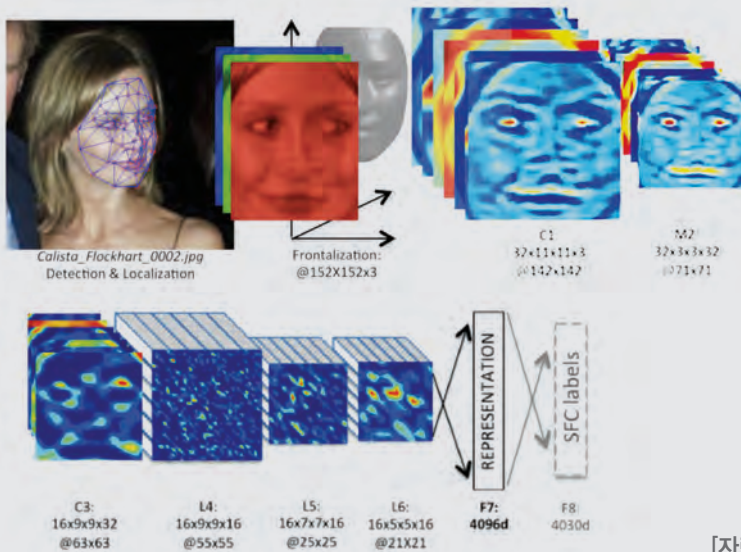 Calista_Flockhart_0002.jpg
Detection & Localization
Frontalization:
@152X152x3
C1:
32x11x11x3
@142x142
M2:
32x3x3x32
@71x71
REPRESENTATION
SFC labels
C3:
16x9x9x32
@63x63
L4:
16x9x9x16
@55x55
L5:
16x7x7x16
@25x25
L6:
16x5x5x16
@21X21
F7:
4096d
F8:
4030d
[자